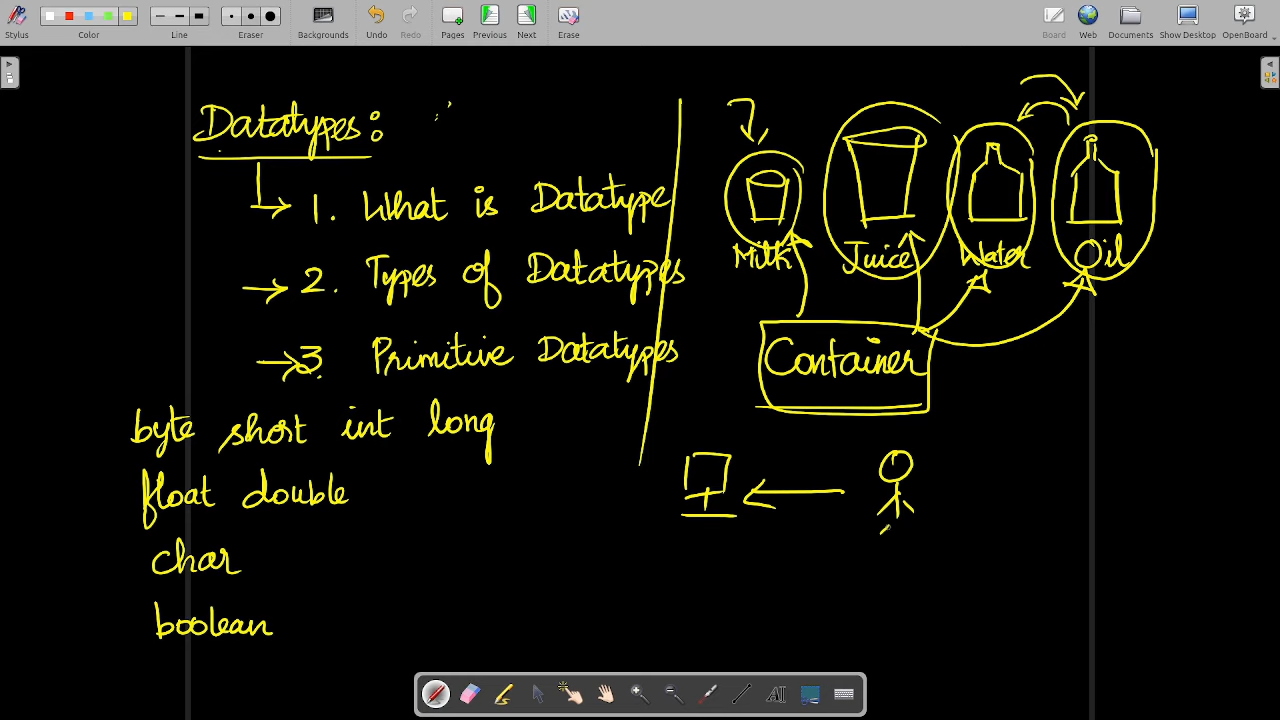 Stylus
Color
Line
Eraser
Backgrounds
Undo
Redo
Pages
Previous
Next
Erase
Board
Web
Documents
Show Desktop
OpenBoard
Datatypes:
1. What is Datatype
2. Types of Datatypes
3. Primitive Datatypes
byte short int long
float double
char
boolean
Milk Juice Water Oil
Container
AI